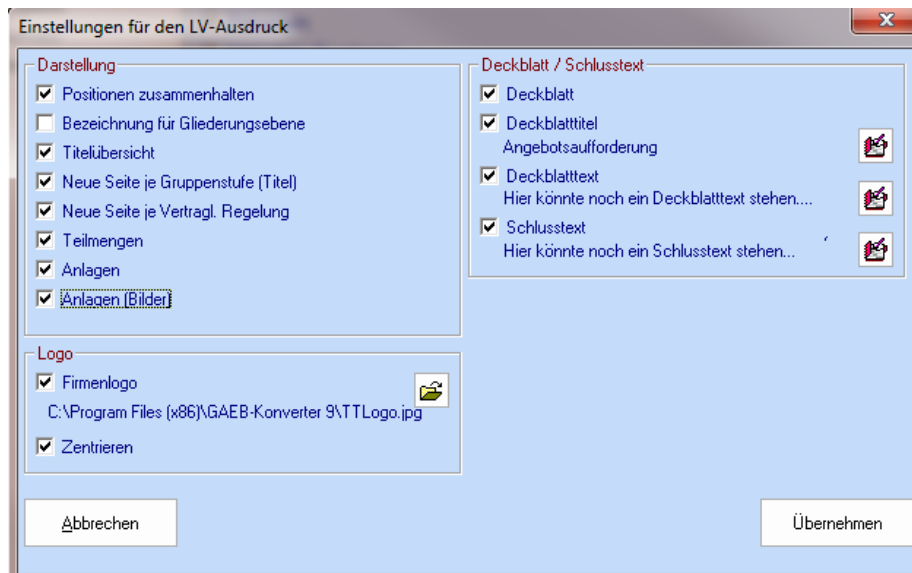 Einstellungen für den LV-Ausdruck
Darstellung
Positionen zusammenhalten
Bezeichnung für Gliederungsebene
Titelübersicht
Neue Seite je Gruppenstufe (Titel)
Neue Seite je Vertragl. Regelung
Teilmengen
Anlagen
Anlagen (Bilder)
Logo
Firmenlogo
C:\Program Files (x86)\GAEB-Konverter 9\TTLogo.jpg
Zentrieren
Deckblatt / Schlusstext
Deckblatt
Deckblatttitel
Angebotsaufforderung
Deckblatttext
Hier könnte noch ein Deckblatttext stehen....
Schlusstext
Hier könnte noch ein Schlusstext stehen...
Abbrechen
Übernehmen